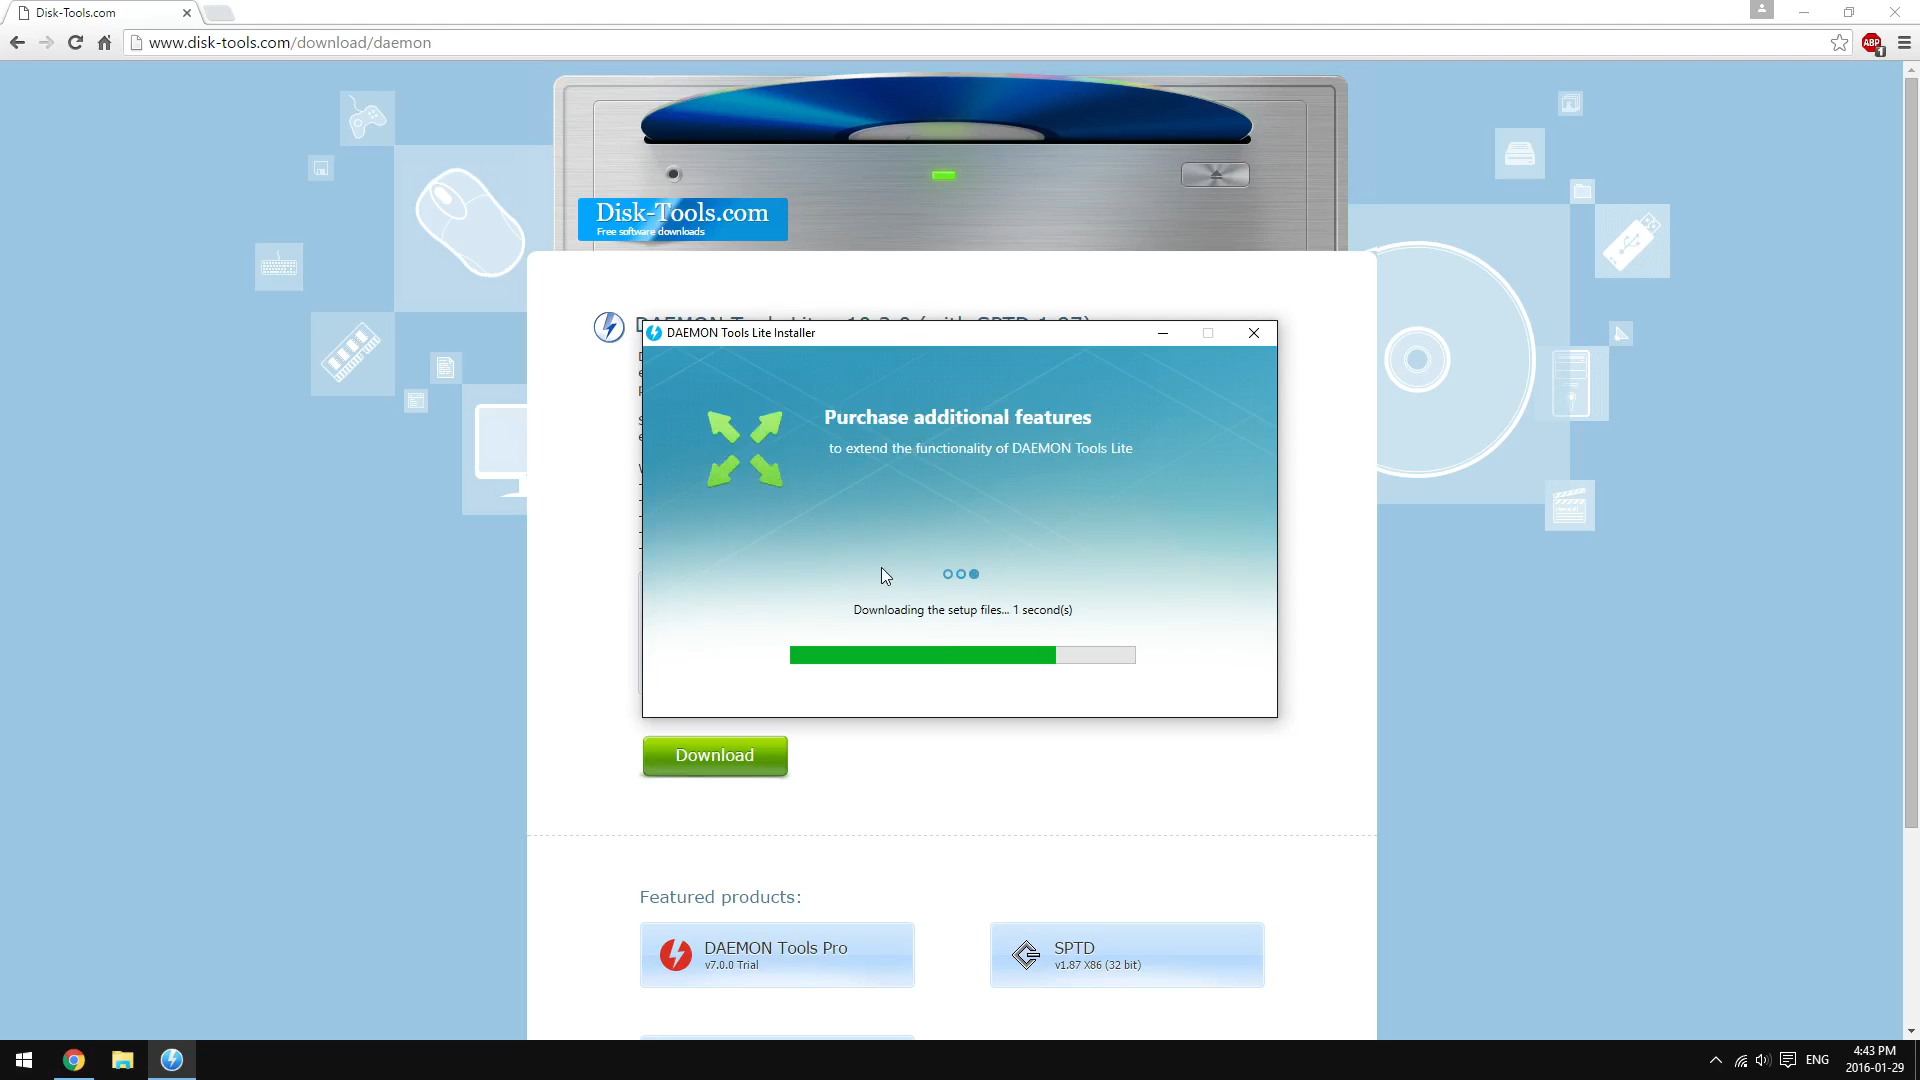 Disk-Tools.com
www.disk-tools.com/download/daemon
ABP
1
Disk-Tools.com
Free software downloads
DAEMON Tools Lite Installer
Purchase additional features
to extend the functionality of DAEMON Tools Lite
Downloading the setup files... 1 second(s)
Download
Featured products:
DAEMON Tools Pro
v7.0.0 Trial
SPTD
v1.87 X86 (32 bit)
ENG
4:43 PM
2016-01-29